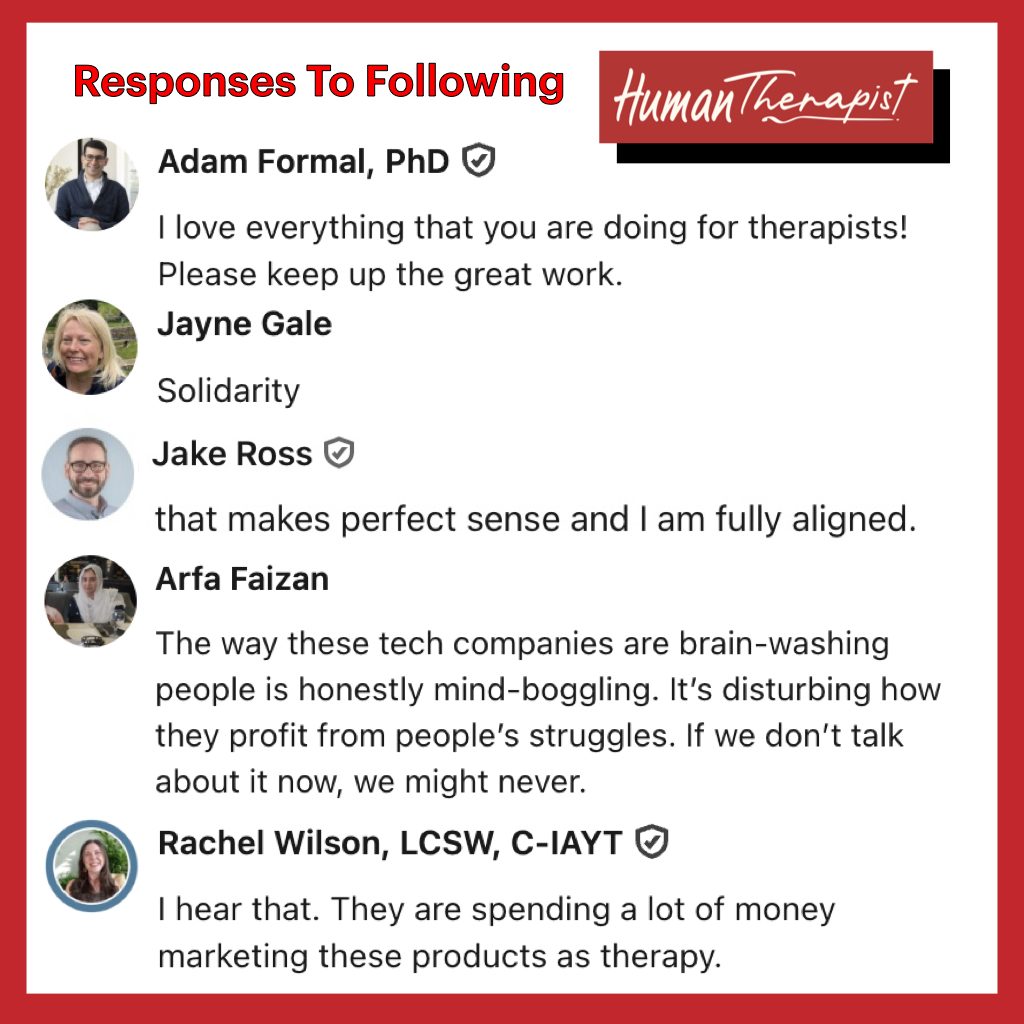 Responses To Following
Human Therapist
Adam Formal, PhD
I love everything that you are doing for therapists!
Please keep up the great work.
Jayne Gale
Solidarity
Jake Ross
that makes perfect sense and I am fully aligned.
Arfa Faizan
The way these tech companies are brain-washing
people is honestly mind-boggling. It’s disturbing how
they profit from people’s struggles. If we don’t talk
about it now, we might never.
Rachel Wilson, LCSW, C-IAYT
I hear that. They are spending a lot of money
marketing these products as therapy.